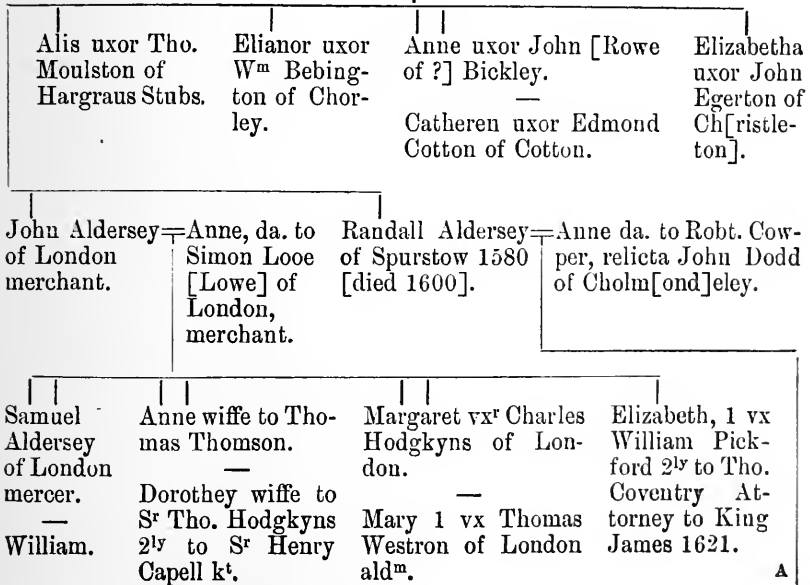 Alis uxor Tho.
Moulston of
Hargraus Stubs.
Elianor uxor
Wᵐ Bebing-
ton of Chor-
ley.
Anne uxor John [Rowe
of ?] Bickley.
—
Catheren uxor Edmond
Cotton of Cotton.
Elizabetha
uxor John
Egerton of
Ch[ristle-
ton].
John Aldersey
of London
merchant.
Anne, da. to
Simon Looe
[Lowe] of
London,
merchant.
Randall Aldersey
of Spurstow 1580
[died 1600].
Anne da. to Robt. Cow-
per, relicta John Dodd
of Cholm[ond]eley.
Samuel
Aldersey
of London
mercer.
—
William.
Anne wiffe to Tho-
mas Thomson.
—
Dorothey wiffe to
Sʳ Tho. Hodgkyns
2ˡʸ to Sʳ Henry
Capell kᵗ.
Margaret vxʳ Charles
Hodgkyns of Lon-
don.
—
Mary 1 vx Thomas
Westron of London
aldᵐ.
Elizabeth, 1 vx
William Pick-
ford 2ˡʸ to Tho.
Coventry At-
torney to King
James 1621.
A